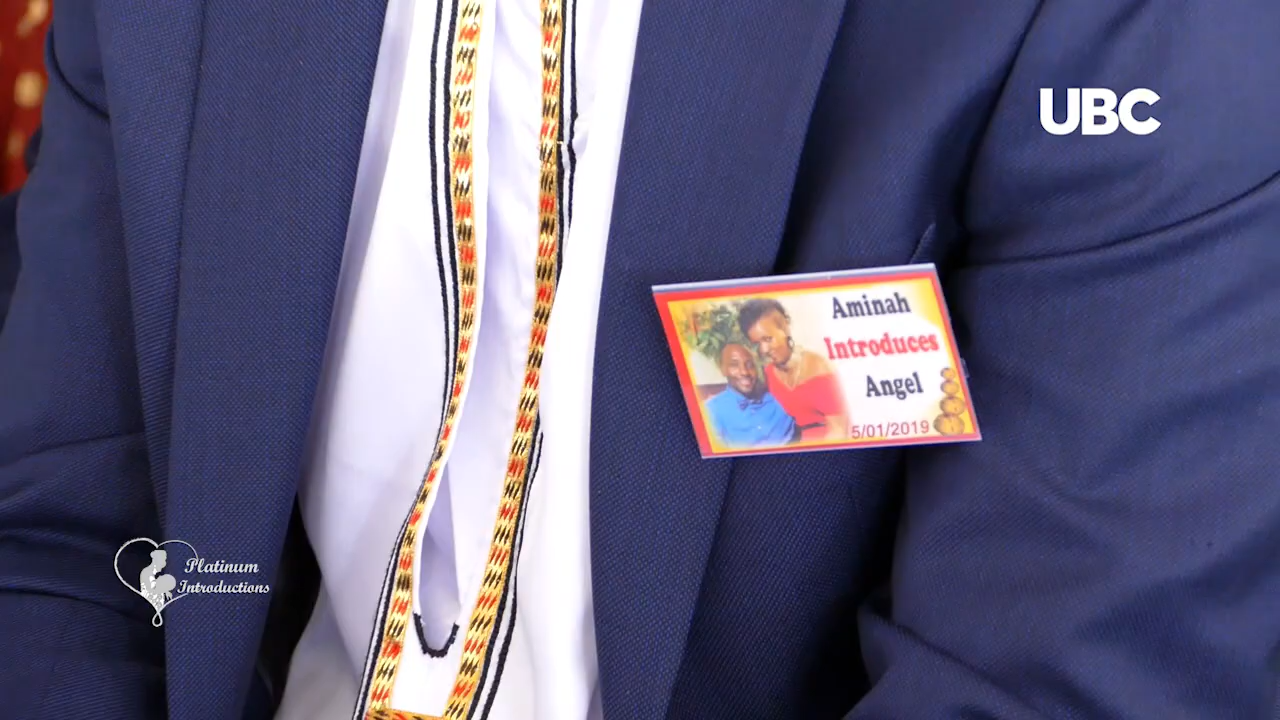 UBC
Aminah
Introduces
Angel
5/01/2019
Platinum
Introductions